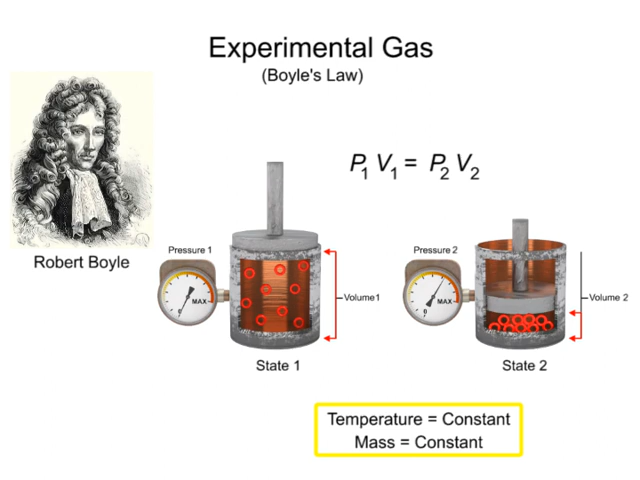 Experimental Gas
(Boyle's Law)
P1 V1 = P2 V2
Robert Boyle
Pressure 1
MAX
0
Volume1
State 1
Pressure 2
MAX
0
Volume 2
State 2
Temperature = Constant
Mass = Constant